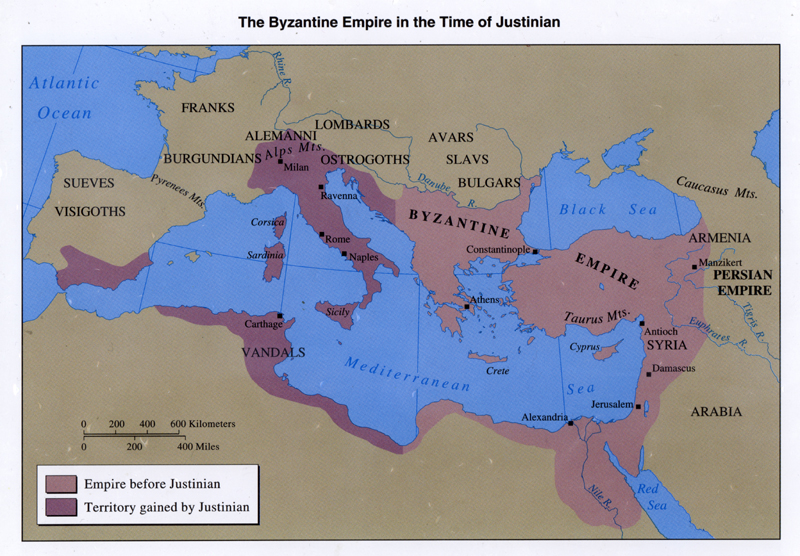 The Byzantine Empire in the Time of Justinian
Atlantic
Ocean
Rhine R.
FRANKS
LOMBARDS
ALEMANNI
AVARS
BURGUNDIANS
Alps Mts.
OSTROGOTHS
SLAVS
Milan
SUEVES
Pyrenees Mts.
Danube
R.
BULGARS
Caucasus Mts.
VISIGOTHS
Ravenna
Black Sea
BYZANTINE
Corsica
Rome
Constantinople
ARMENIA
Sardinia
Naples
EMPIRE
Manzikert
PERSIAN
EMPIRE
Athens
Tigris R.
Sicily
Taurus Mts.
Carthage
Antioch
Euphrates R.
VANDALS
Cyprus
SYRIA
Crete
Damascus
Mediterranean
Sea
Jerusalem
Alexandria
ARABIA
0 200 400 600 Kilometers
0 200 400 Miles
Empire before Justinian
Territory gained by Justinian
Nile R.
Red
Sea